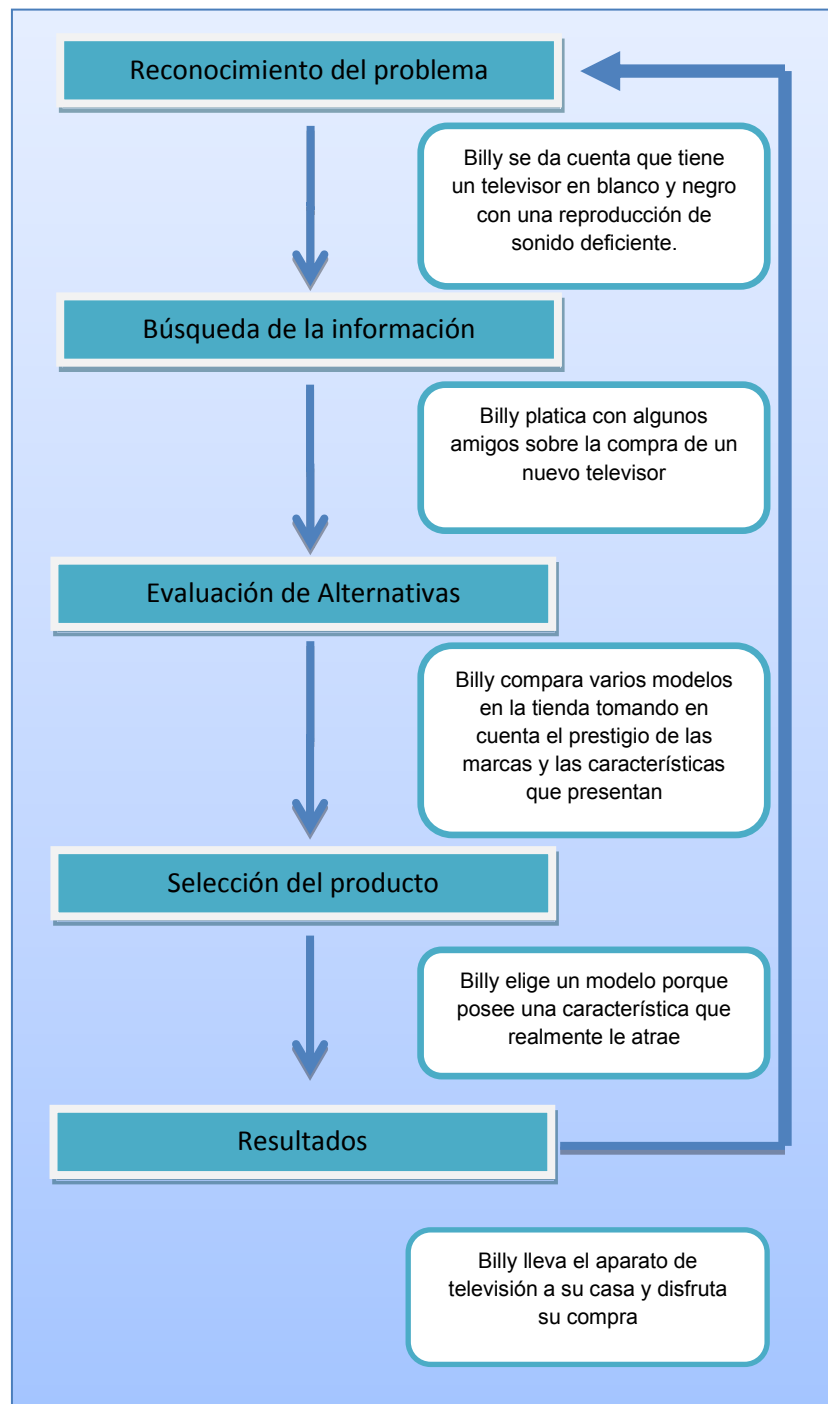 Reconocimiento del problema
Billy se da cuenta que tiene
un televisor en blanco y negro
con una reproducción de
sonido deficiente.
Búsqueda de la información
Billy platica con algunos
amigos sobre la compra de un
nuevo televisor
Evaluación de Alternativas
Billy compara varios modelos
en la tienda tomando en
cuenta el prestigio de las
marcas y las características
que presentan
Selección del producto
Billy elige un modelo porque
posee una característica que
realmente le atrae
Resultados
Billy lleva el aparato de
televisión a su casa y disfruta
su compra